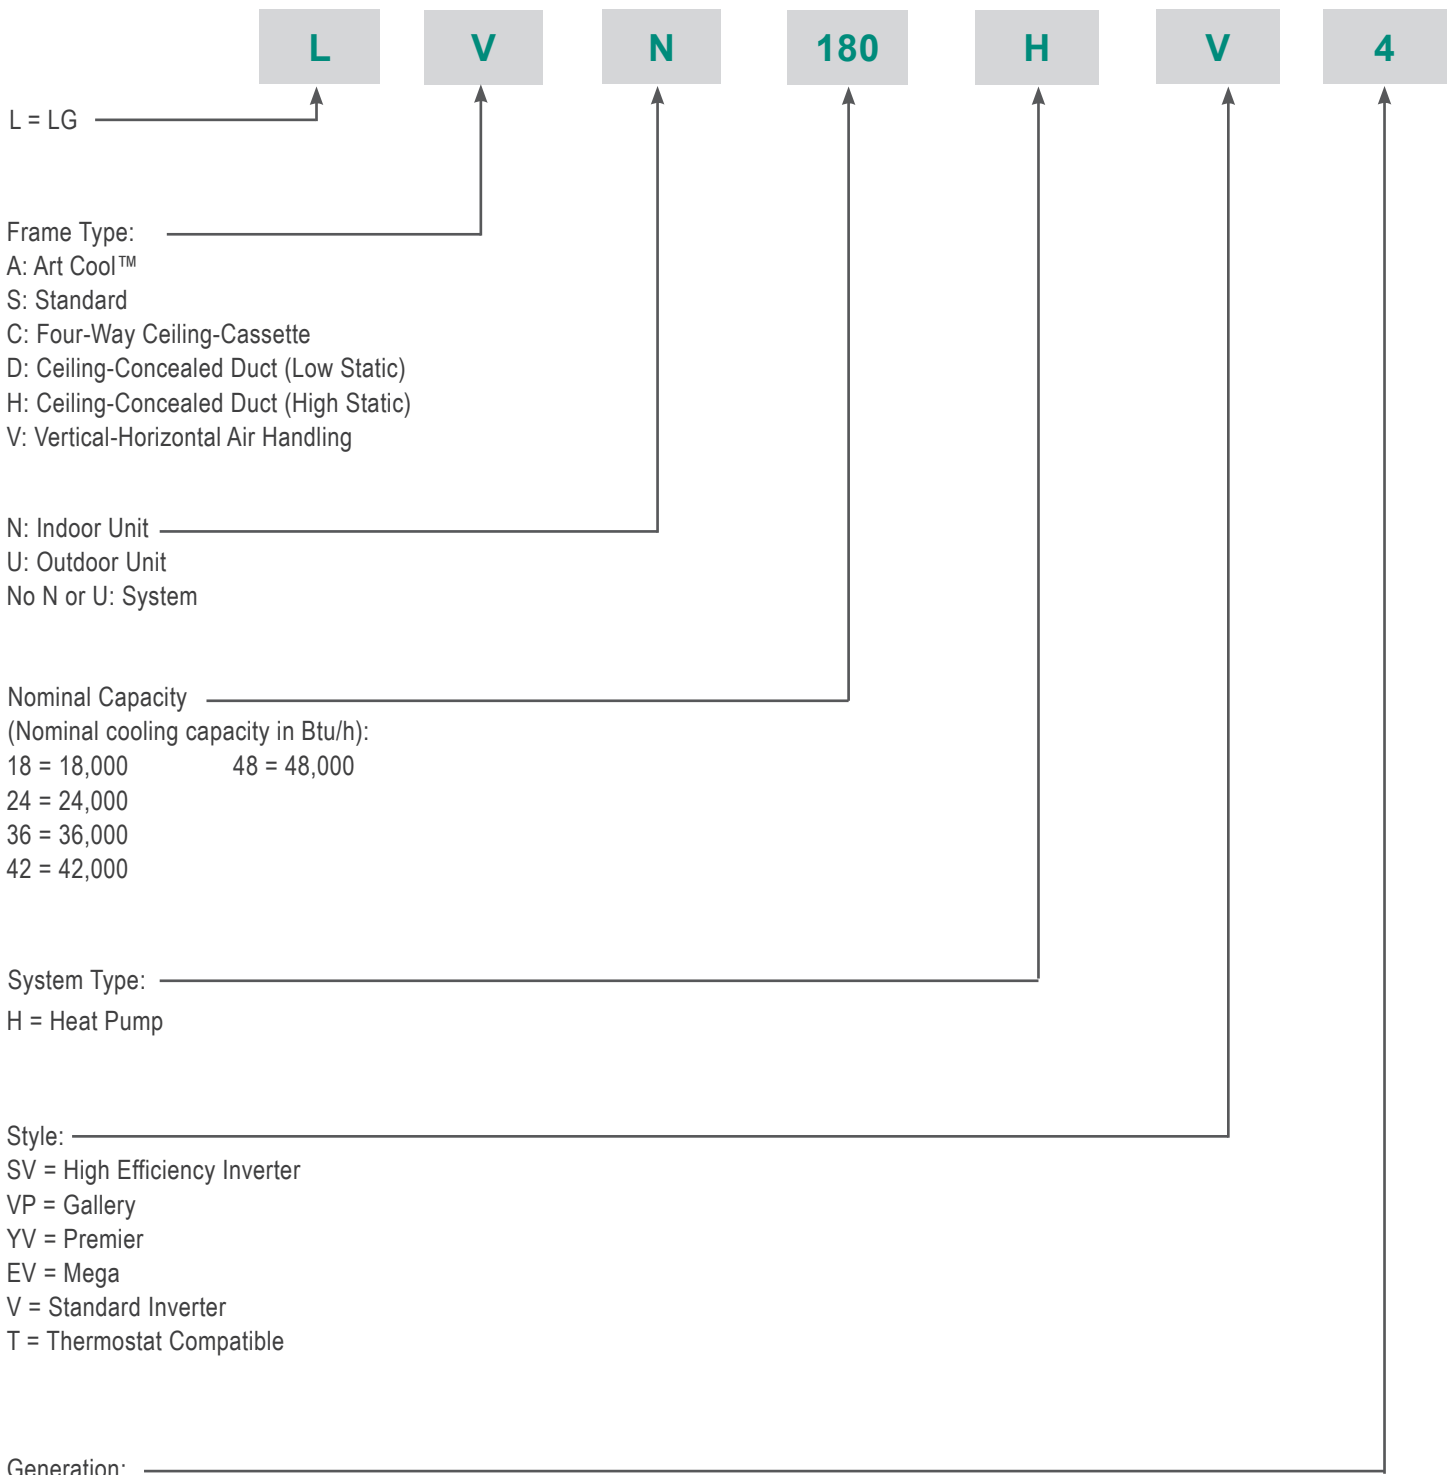 L V N 180 H V 4
L = LG
Frame Type:
A: Art Cool™
S: Standard
C: Four-Way Ceiling-Cassette
D: Ceiling-Concealed Duct (Low Static)
H: Ceiling-Concealed Duct (High Static)
V: Vertical-Horizontal Air Handling
N: Indoor Unit
U: Outdoor Unit
No N or U: System
Nominal Capacity
(Nominal cooling capacity in Btu/h):
18 = 18,000 48 = 48,000
24 = 24,000
36 = 36,000
42 = 42,000
System Type:
H = Heat Pump
Style:
SV = High Efficiency Inverter
VP = Gallery
YV = Premier
EV = Mega
V = Standard Inverter
T = Thermostat Compatible
Generation: